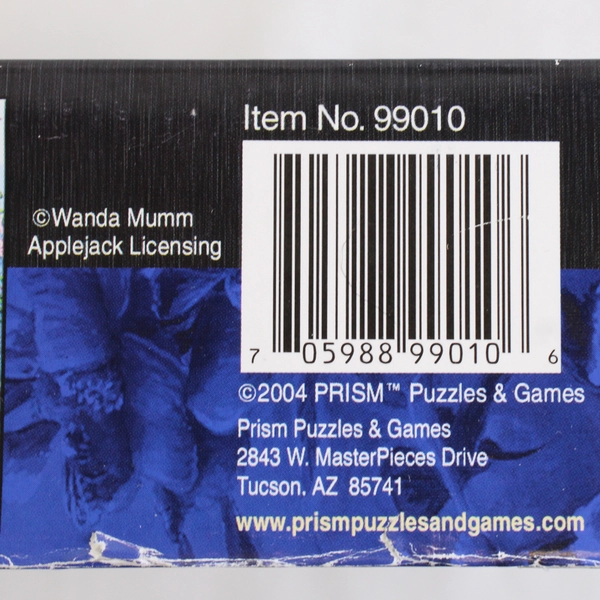 Item No. 99010
©Wanda Mumm
Applejack Licensing
7 05988 99010 6
©2004 PRISM™ Puzzles & Games
Prism Puzzles & Games
2843 W. MasterPieces Drive
Tucson. AZ 85741
www.prismpuzzlesandgames.com